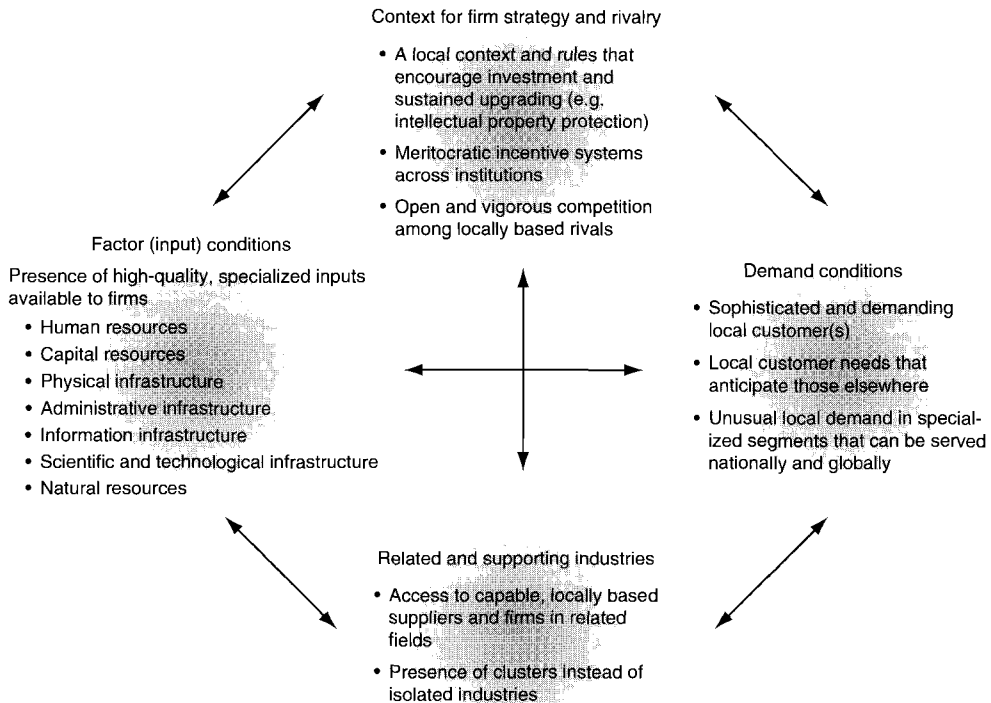 Context for firm strategy and rivalry
• A local context and rules that
encourage investment and
sustained upgrading (e.g.
intellectual property protection)
• Meritocratic incentive systems
across institutions
• Open and vigorous competition
among locally based rivals
Factor (input) conditions
Presence of high-quality, specialized inputs
available to firms
• Human resources
• Capital resources
• Physical infrastructure
• Administrative infrastructure
• Information infrastructure
• Scientific and technological infrastructure
• Natural resources
Demand conditions
• Sophisticated and demanding
local customer(s)
• Local customer needs that
anticipate those elsewhere
• Unusual local demand in special-
ized segments that can be served
nationally and globally
Related and supporting industries
• Access to capable, locally based
suppliers and firms in related
fields
• Presence of clusters instead of
isolated industries